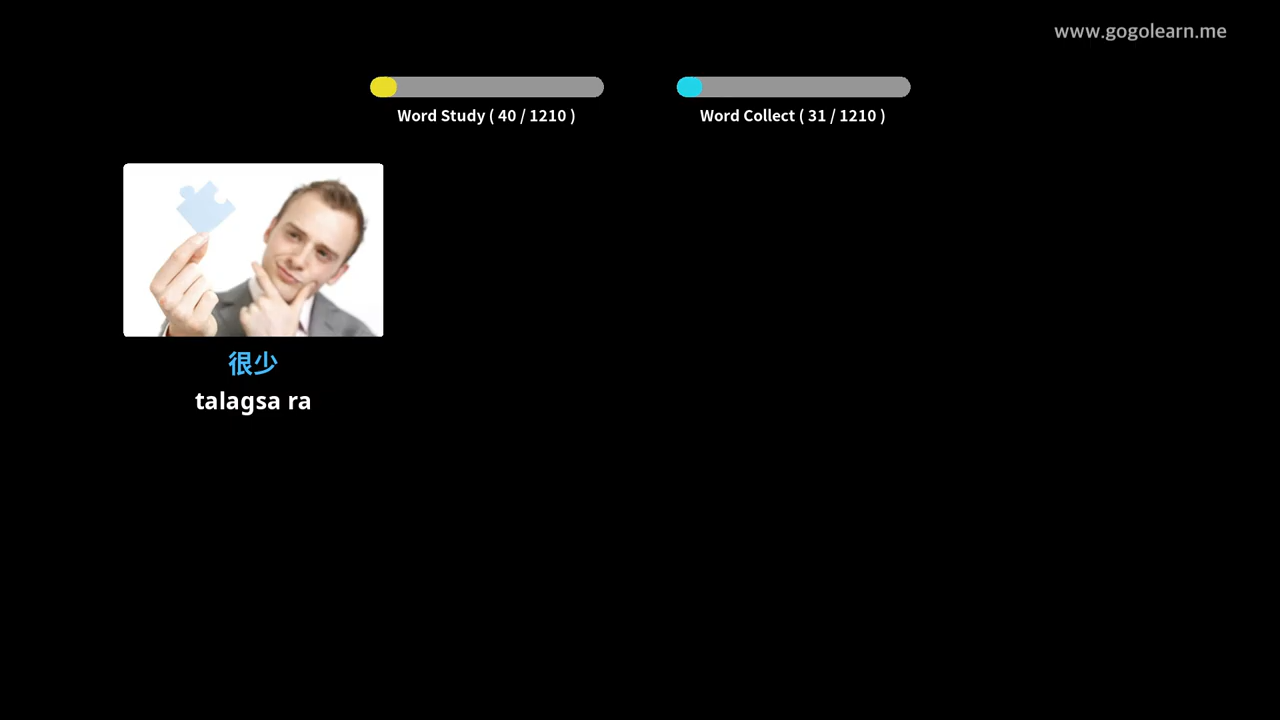 www.gogolearn.me
Word Study ( 40 / 1210 )
Word Collect ( 31 / 1210 )
很少
talagsa ra